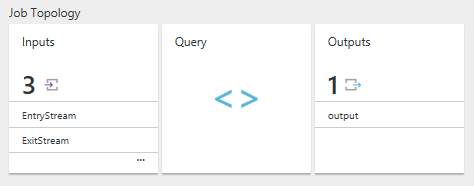 Job Topology
Inputs
3
EntryStream
ExitStream
...
Query
< >
Outputs
1
output